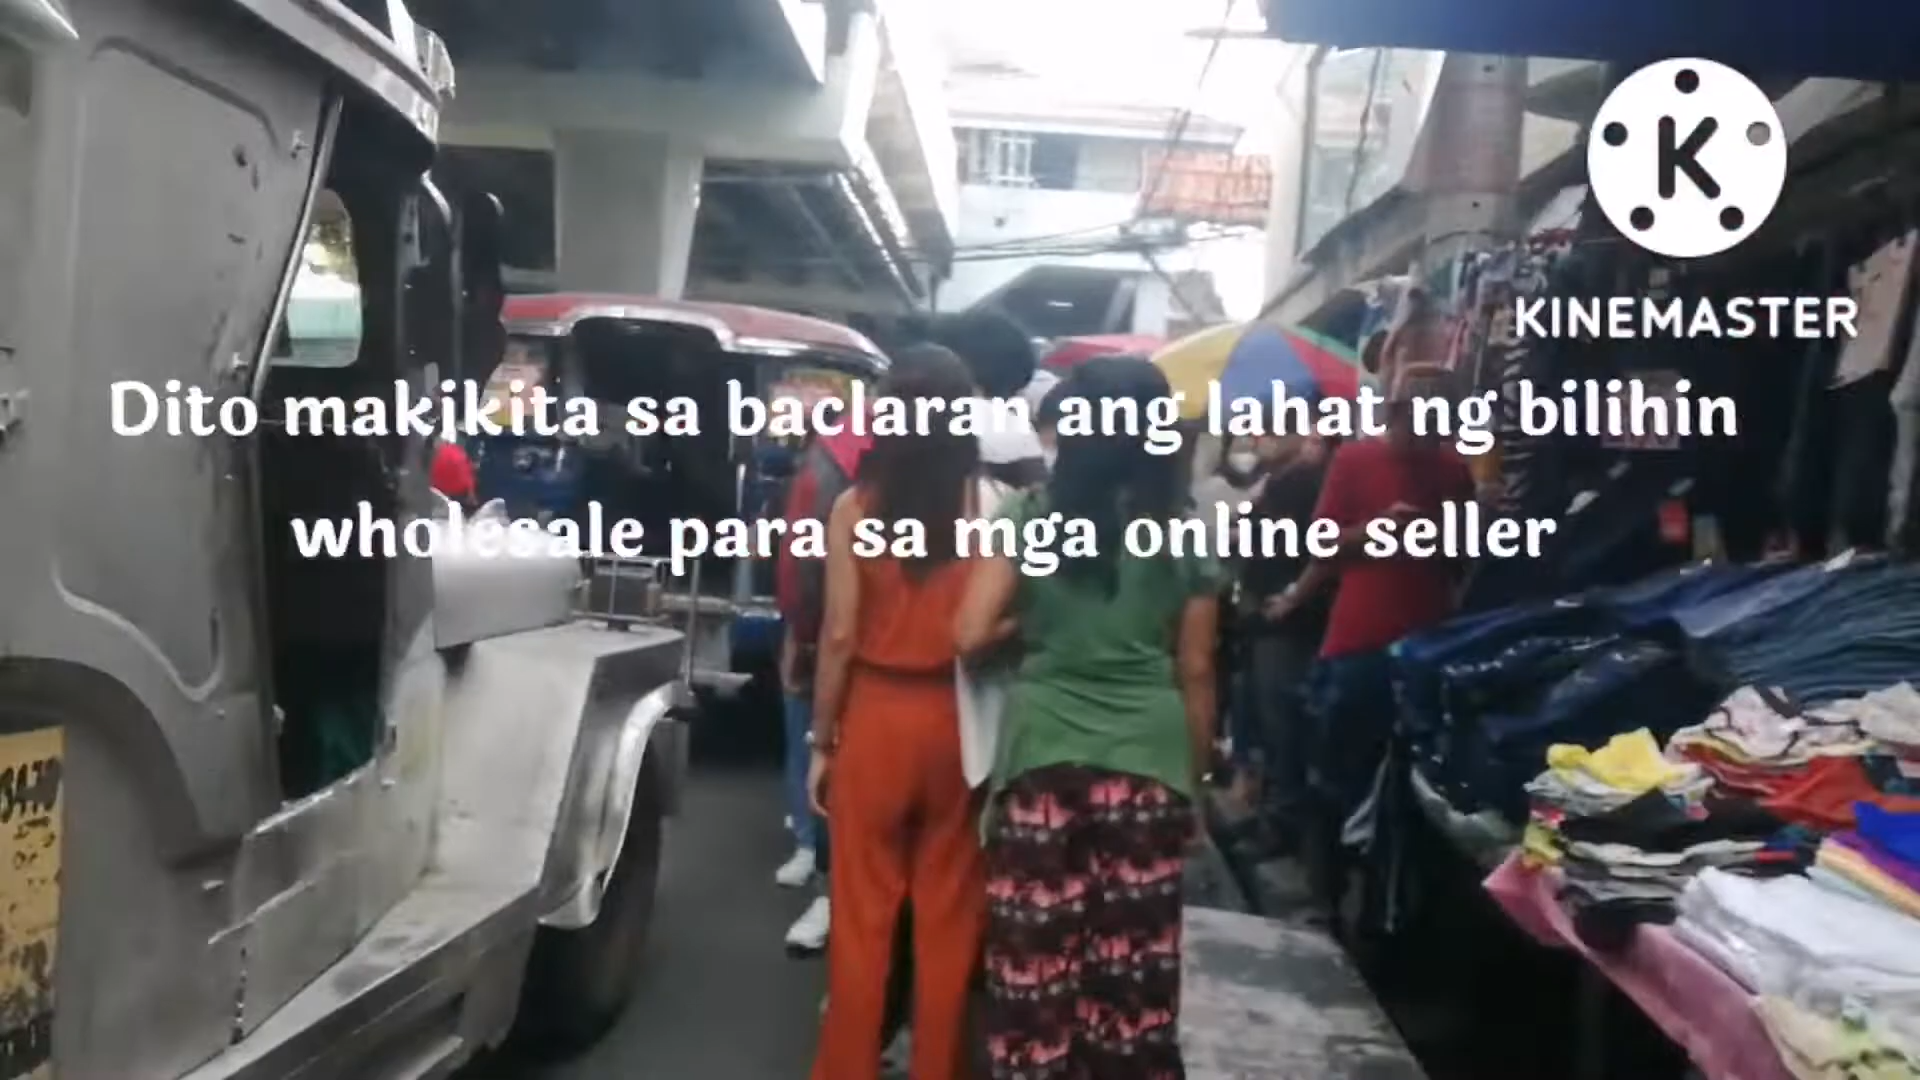 K
KINEMASTER
Dito makikita sa baclaran ang lahat ng bilihin
wholesale para sa mga online seller